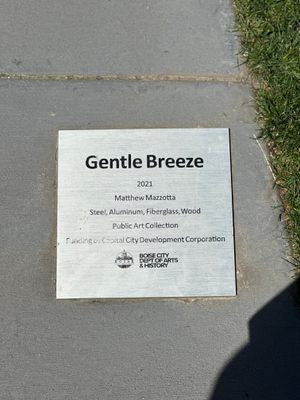 Gentle Breeze
2021
Matthew Mazzotta
Steel, Aluminum, Fiberglass, Wood
Public Art Collection
Funding by Capital City Development Corporation
BOISE CITY
DEPT OF ARTS
& HISTORY